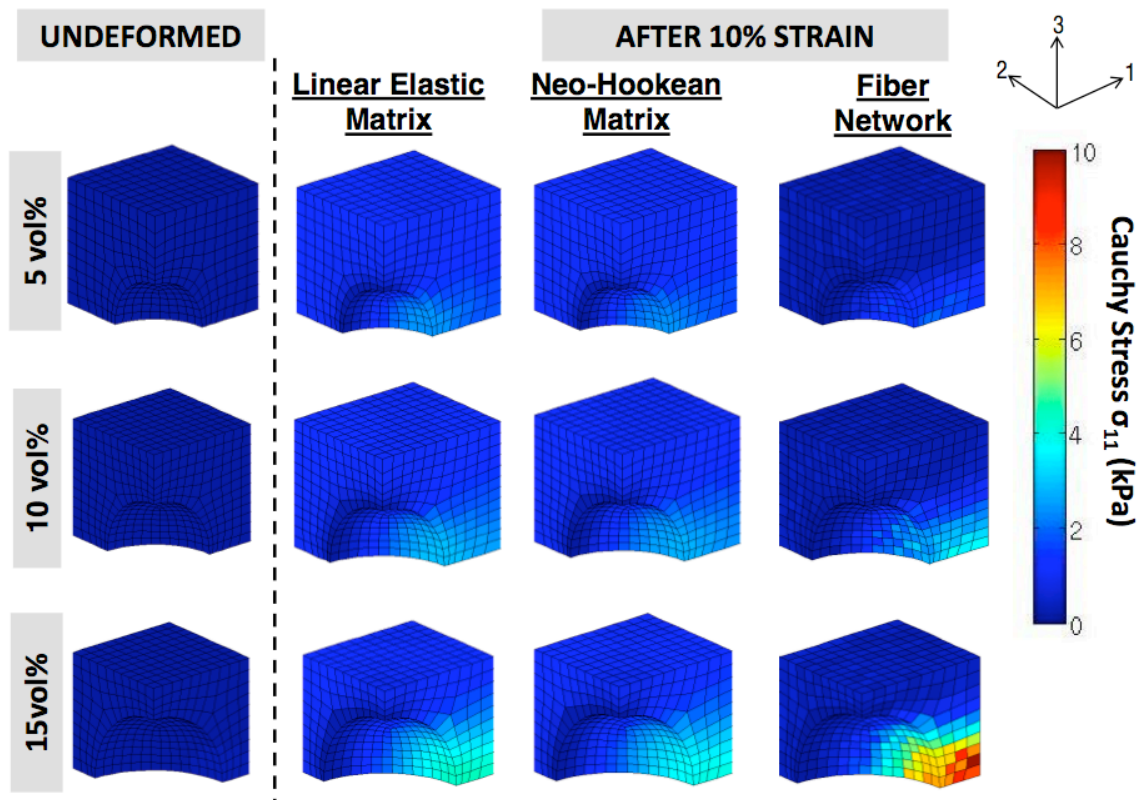 UNDEFORMED
AFTER 10% STRAIN
Linear Elastic
Matrix
Neo-Hookean
Matrix
Fiber
Network
3
2
1
5 vol%
10 vol%
15vol%
10
8
6
4
2
0
Cauchy Stress σ₁₁ (kPa)